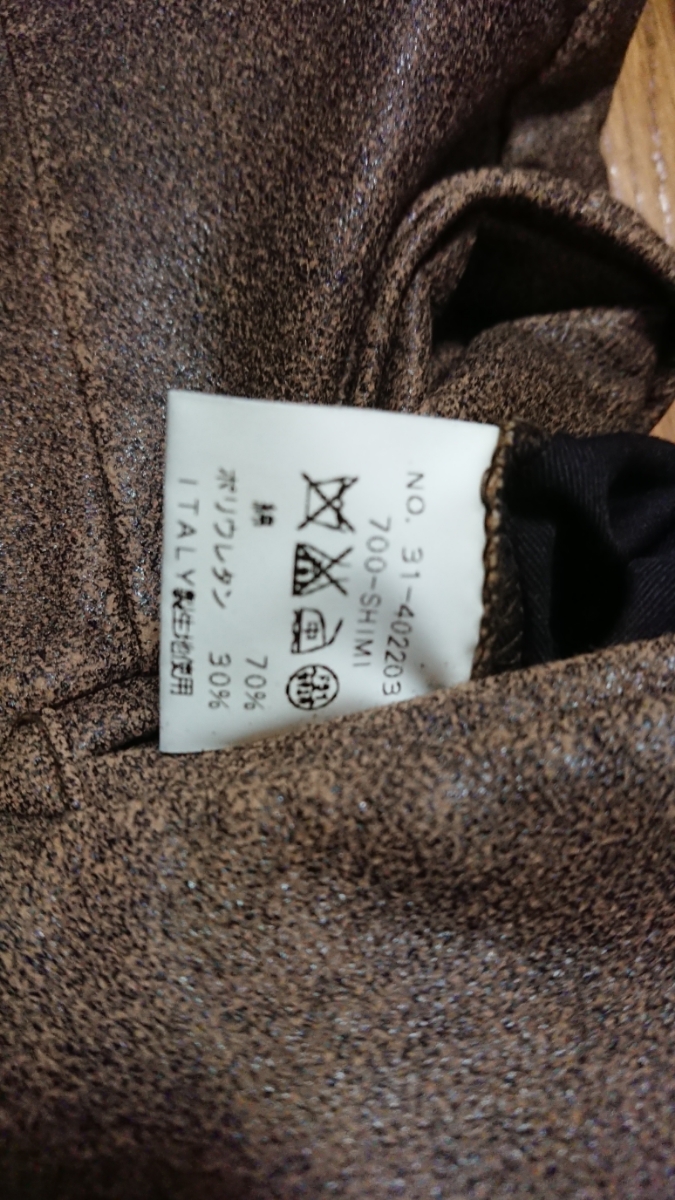 NO. 31-402203
700-SHIMI
綿 70%
ポリウレタン 30%
ITALY製生地使用